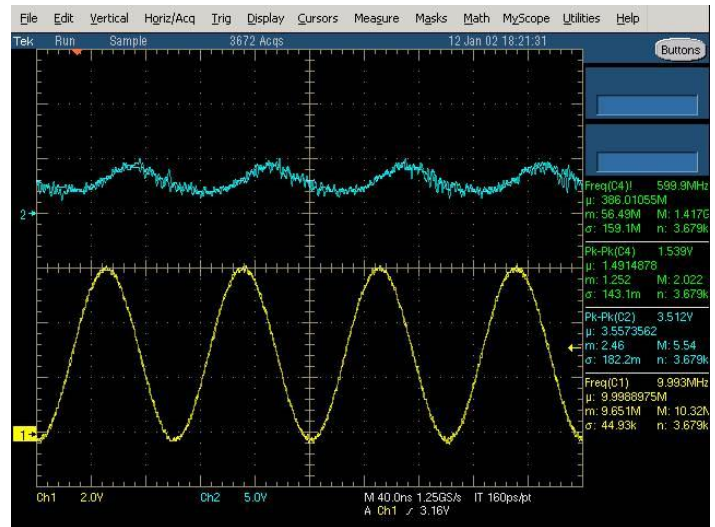 File Edit Vertical Horiz/Acq Trig Display Cursors Measure Masks Math MyScope Utilities Help
Tek Run Sample 3672 Acqs 12 Jan 02 18:21:31 Buttons
Freq(C4)! 599.9MHz
µ: 386.01055M
m: 56.49M M: 1.417G
σ: 159.1M n: 3.679k
Pk-Pk(C4) 1.539V
µ: 1.4914878
m: 1.252 M: 2.022
σ: 143.1m n: 3.679k
Pk-Pk(C2) 3.512V
µ: 3.5573562
m: 2.46 M: 5.54
σ: 182.2m n: 3.679k
Freq(C1) 9.993MHz
µ: 9.9988975M
m: 9.651M M: 10.32M
σ: 44.93k n: 3.679k
2
1
Ch1 2.0V Ch2 5.0V M 40.0ns 1.25GS/s IT 160ps/pt
A Ch1 ⁄ 3.16V